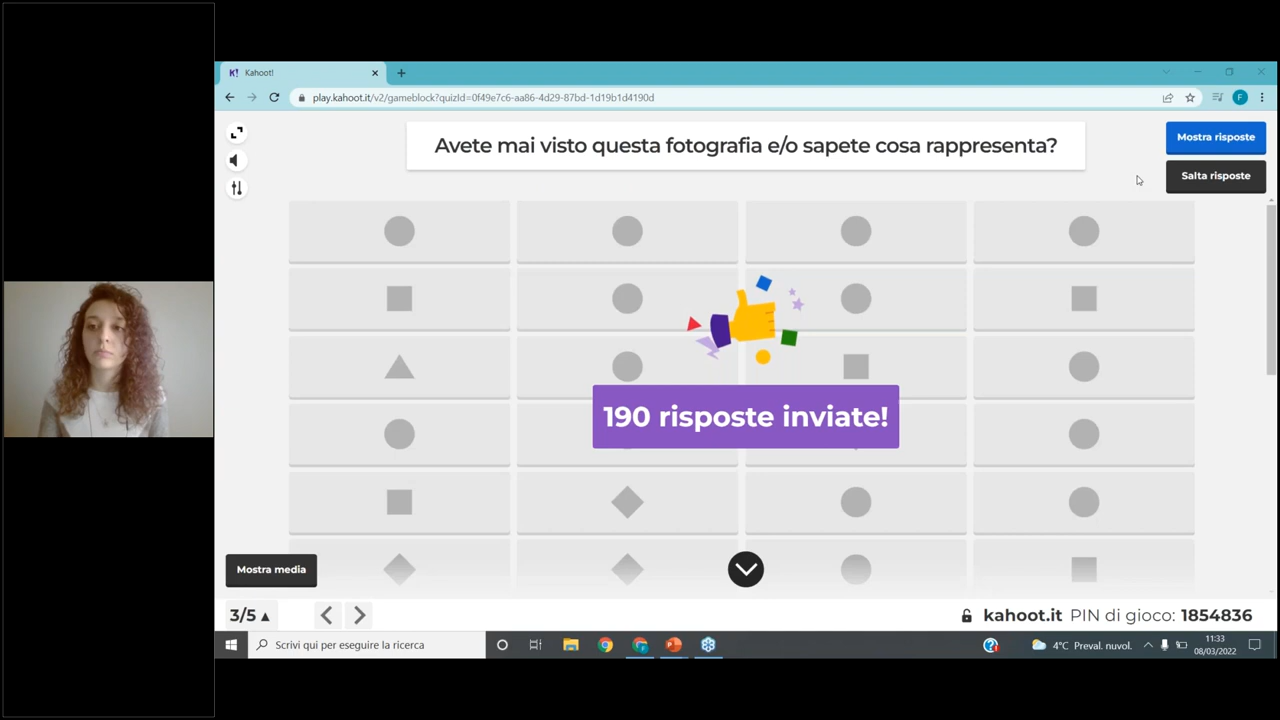 Kahoot!
play.kahoot.it/v2/gameblock?quizId=0f49e7c6-aa86-4d29-87bd-1d19b1d4190d
F
Avete mai visto questa fotografia e/o sapete cosa rappresenta?
Mostra risposte
Salta risposte
190 risposte inviate!
Mostra media
3/5
kahoot.it PIN di gioco: 1854836
Scrivi qui per eseguire la ricerca
4°C Preval. nuvol.
11:33
08/03/2022